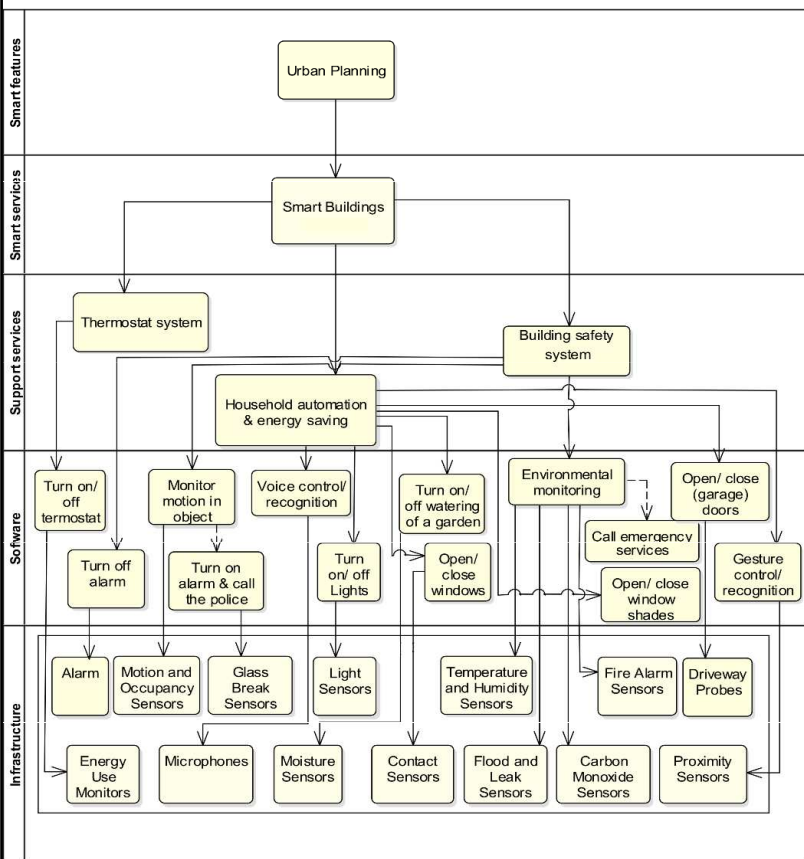 Smart features
Urban Planning
Smart services
Smart Buildings
Support services
Thermostat system
Building safety
system
Household automation
& energy saving
Sofware
Turn on/
off
termostat
Monitor
motion in
object
Voice control/
recognition
Turn on/
off watering
of a garden
Environmental
monitoring
Open/ close
(garage)
doors
Turn off
alarm
Turn on
alarm & call
the police
Turn
on/ off
Lights
Open/
close
windows
Call emergency
services
Open/ close
window
shades
Gesture
control/
recognition
Infrastructure
Alarm
Motion and
Occupancy
Sensors
Glass
Break
Sensors
Light
Sensors
Temperature
and Humidity
Sensors
Fire Alarm
Sensors
Driveway
Probes
Energy
Use
Monitors
Microphones
Moisture
Sensors
Contact
Sensors
Flood and
Leak
Sensors
Carbon
Monoxide
Sensors
Proximity
Sensors